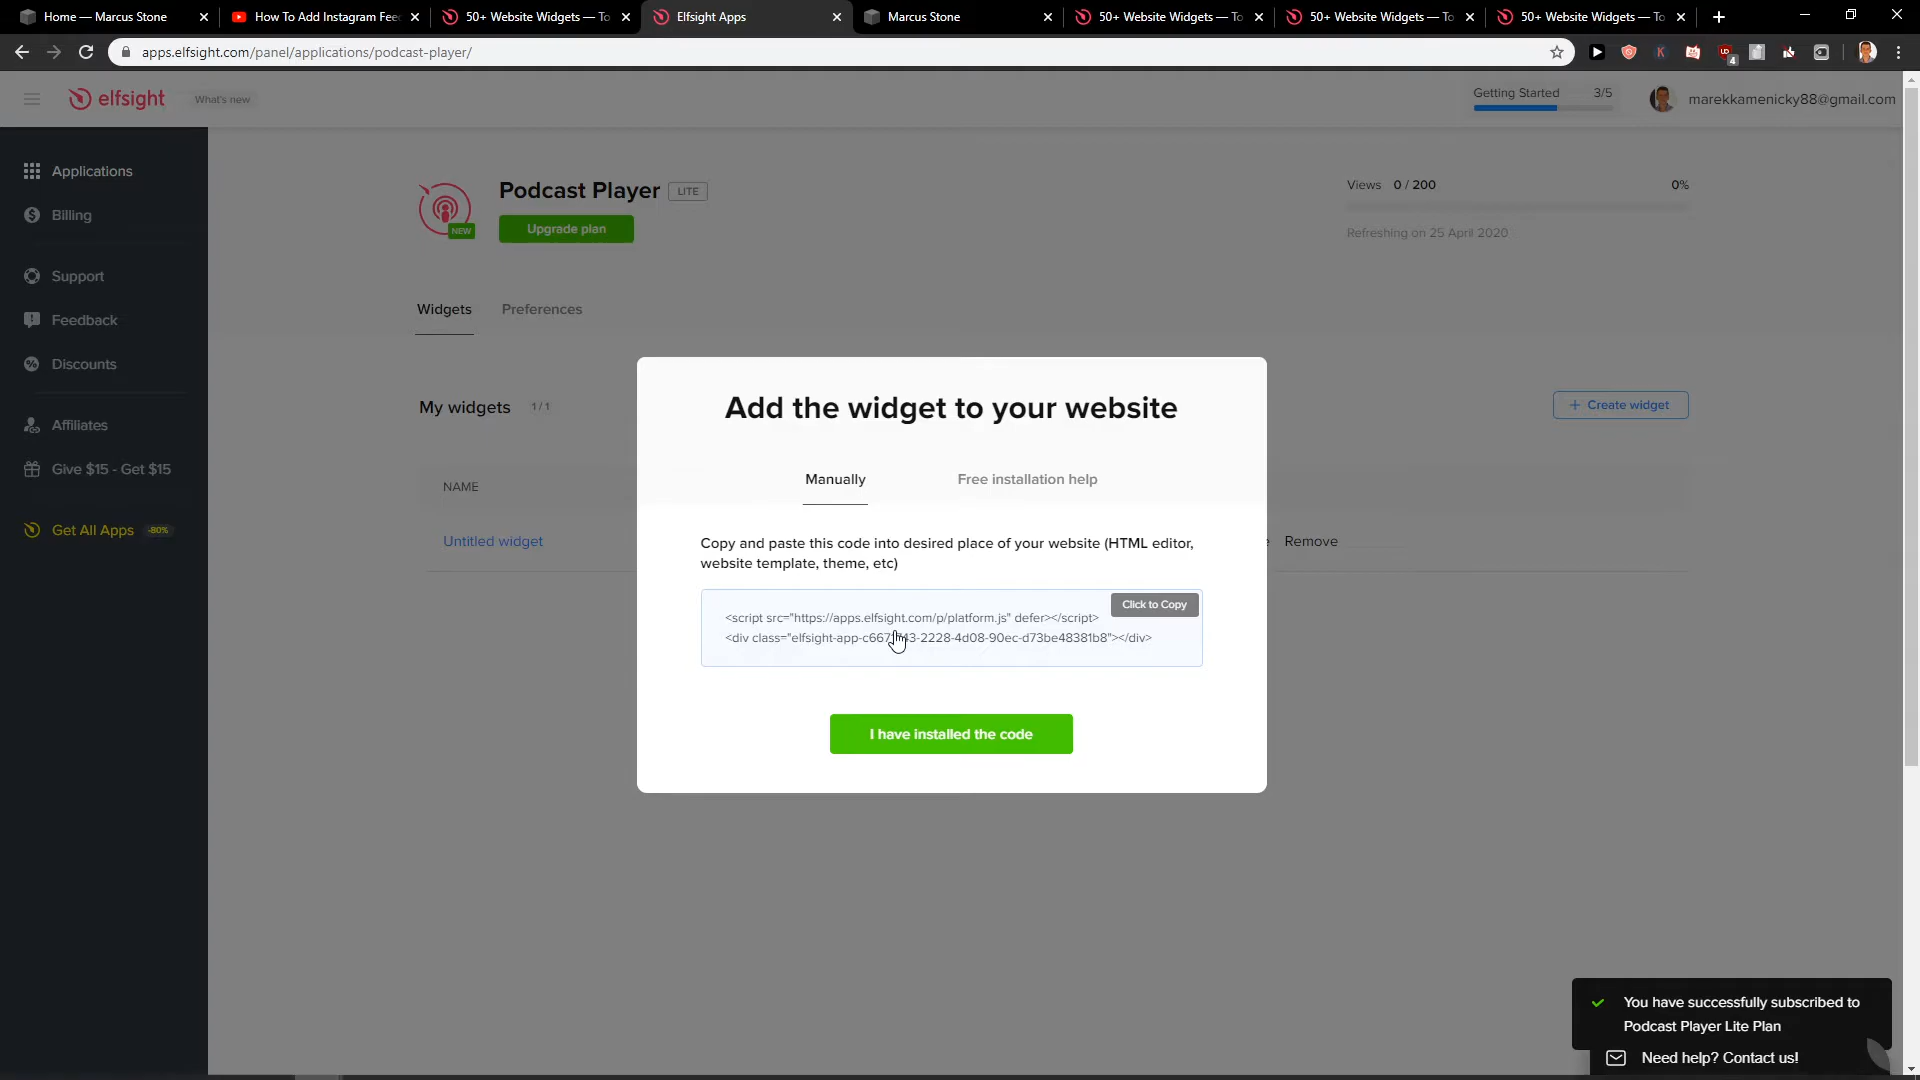 Home — Marcus Stone
How To Add Instagram Feed
50+ Website Widgets — To
Elfsight Apps
Marcus Stone
50+ Website Widgets — To
50+ Website Widgets — To
50+ Website Widgets — To
apps.elfsight.com/panel/applications/podcast-player/
K
UD
4
elfsight
What's new
Getting Started 3/5
marekkamenicky88@gmail.com
Applications
Billing
Support
Feedback
Discounts
Affiliates
Give $15 - Get $15
Get All Apps -80%
NEW
Podcast Player LITE
Upgrade plan
Views 0 / 200 0%
Refreshing on 25 April 2020
Widgets Preferences
My widgets 1 / 1
+ Create widget
NAME
Untitled widget
Remove
Add the widget to your website
Manually Free installation help
Copy and paste this code into desired place of your website (HTML editor,
website template, theme, etc)
Click to Copy
<script src="https://apps.elfsight.com/p/platform.js" defer></script>
I have installed the code
You have successfully subscribed to
Podcast Player Lite Plan
Need help? Contact us!